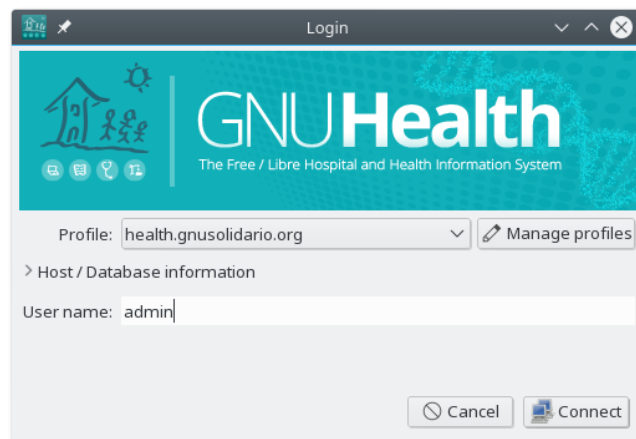 Login
GNUHealth
The Free / Libre Hospital and Health Information System
Profile: health.gnusolidario.org Manage profiles
Host / Database information
User name: admin
Cancel Connect